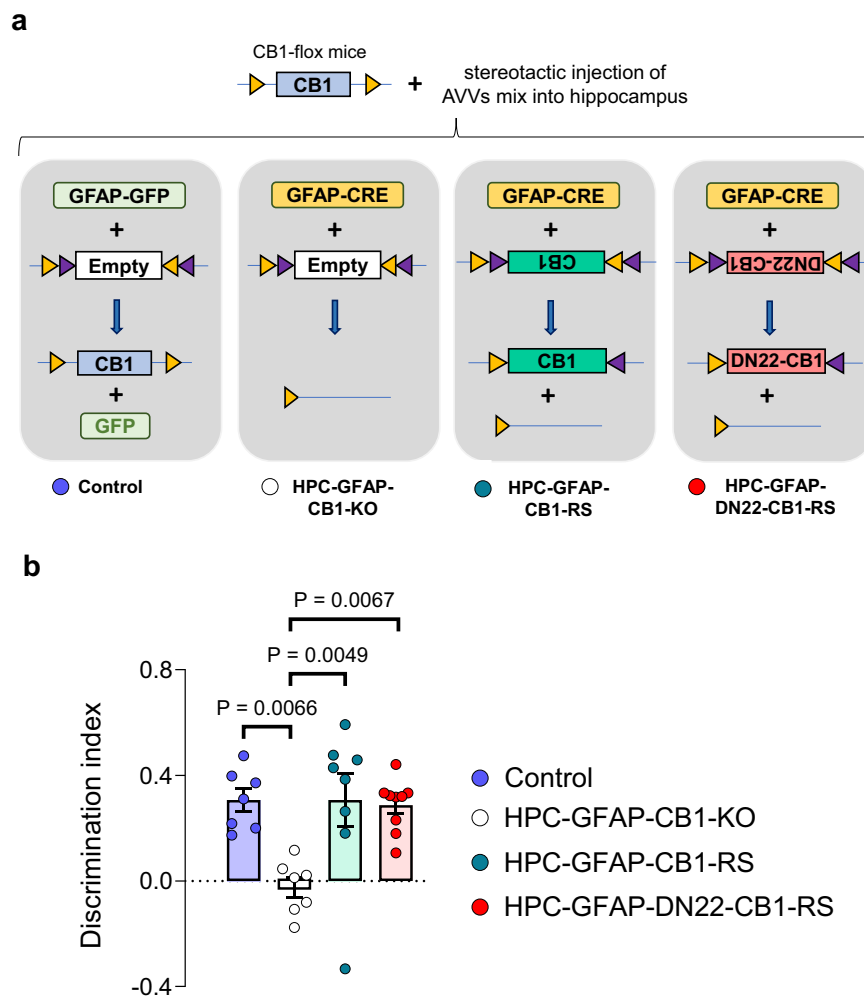 a
CB1-flox mice
CB1
+
stereotactic injection of
AVVs mix into hippocampus
GFAP-GFP
+
Empty
CB1
+
GFP
Control
GFAP-CRE
+
Empty
HPC-GFAP-
CB1-KO
GFAP-CRE
+
CB1
CB1
+
HPC-GFAP-
CB1-RS
GFAP-CRE
+
DN22-CB1
DN22-CB1
+
HPC-GFAP-
DN22-CB1-RS
b
P = 0.0067
P = 0.0049
P = 0.0066
Discrimination index
0.8
0.4
0.0
-0.4
Control
HPC-GFAP-CB1-KO
HPC-GFAP-CB1-RS
HPC-GFAP-DN22-CB1-RS